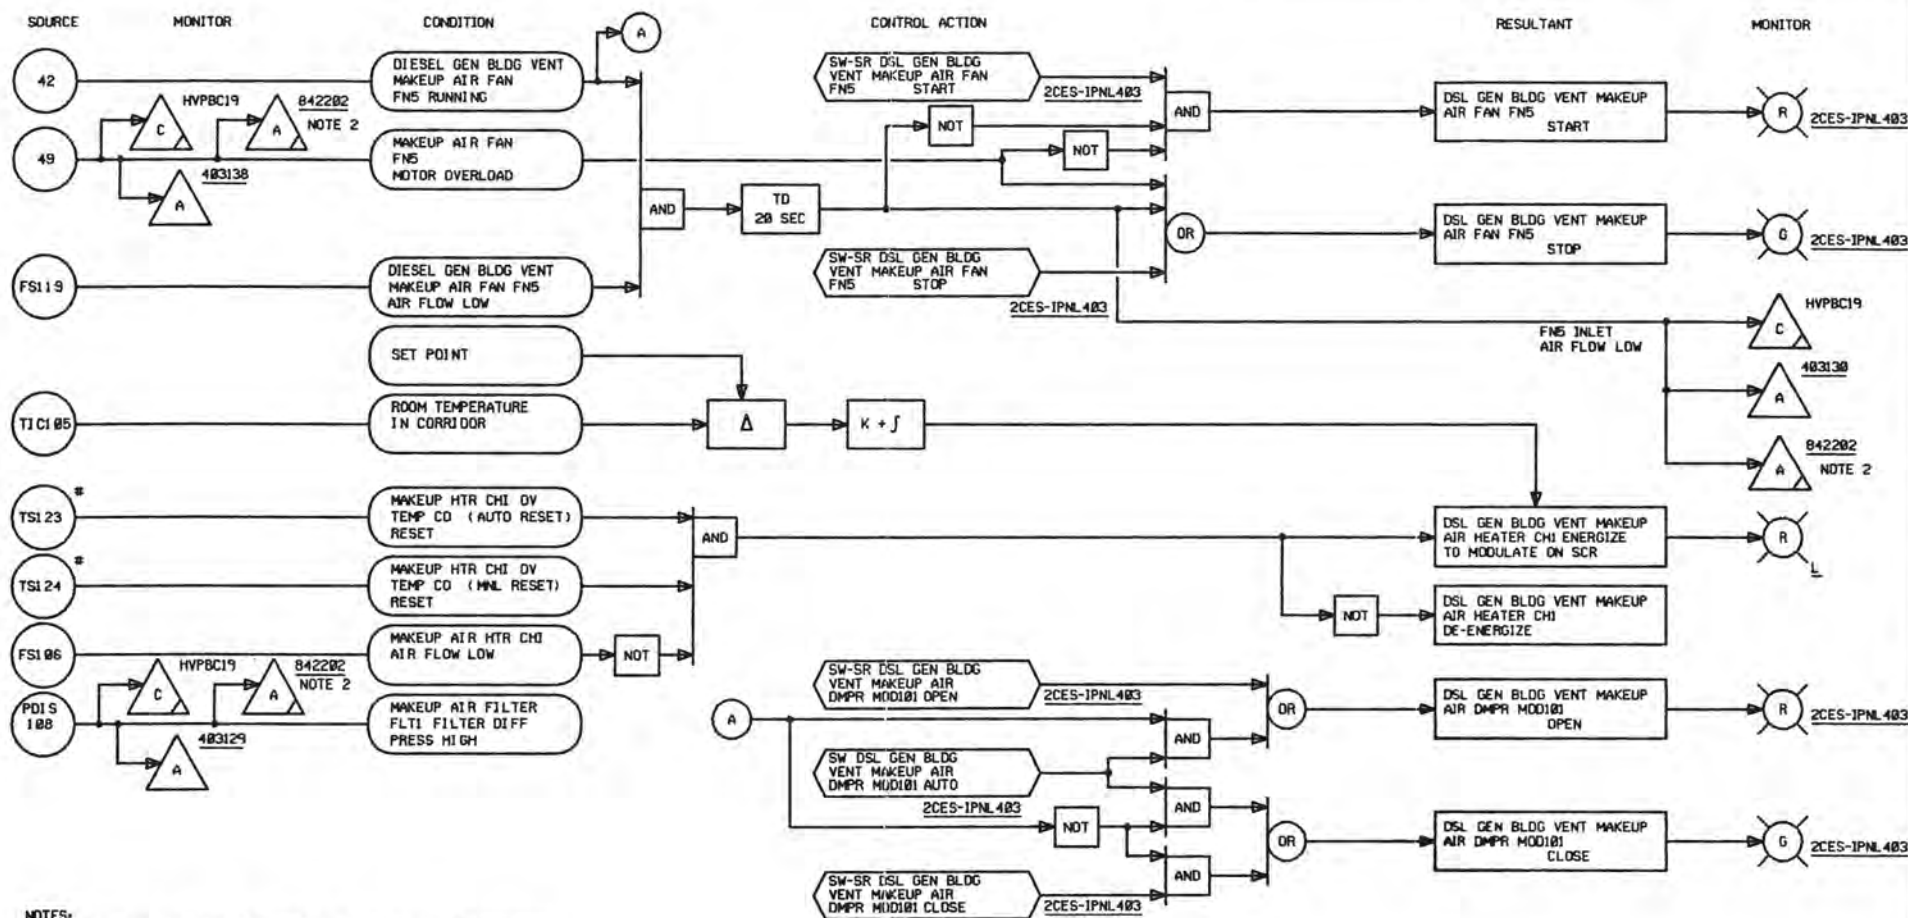 SOURCE MONITOR CONDITION CONTROL ACTION RESULTANT MONITOR
A
42
DIESEL GEN BLDG VENT
MAKEUP AIR FAN
FN5 RUNNING
SW-SR DSL GEN BLDG
VENT MAKEUP AIR FAN
FN5 START
2CES-IPNL403
NOT
AND
DSL GEN BLDG VENT MAKEUP
AIR FAN FN5
START
R
2CES-IPNL403
C
HVPBC19
A
842202
NOTE 2
49
403138
A
MAKEUP AIR FAN
FN5
MOTOR OVERLOAD
NOT
AND
TD
20 SEC
OR
DSL GEN BLDG VENT MAKEUP
AIR FAN FN5
STOP
G
2CES-IPNL403
FS119
DIESEL GEN BLDG VENT
MAKEUP AIR FAN FN5
AIR FLOW LOW
SW-SR DSL GEN BLDG
VENT MAKEUP AIR FAN
FN5 STOP
2CES-IPNL403
FN5 INLET
AIR FLOW LOW
C
HVPBC19
403130
A
842202
A
NOTE 2
SET POINT
TIC105
ROOM TEMPERATURE
IN CORRIDOR
Δ
K + ∫
TS123
#
MAKEUP HTR CH1 OV
TEMP CO (AUTO RESET)
RESET
AND
DSL GEN BLDG VENT MAKEUP
AIR HEATER CH1 ENERGIZE
TO MODULATE ON SCR
R
L
TS124
#
MAKEUP HTR CH1 OV
TEMP CO (MNL RESET)
RESET
NOT
DSL GEN BLDG VENT MAKEUP
AIR HEATER CH1
DE-ENERGIZE
FS106
MAKEUP AIR HTR CH1
AIR FLOW LOW
NOT
C
HVPBC19
A
842202
NOTE 2
PDIS
108
403129
A
MAKEUP AIR FILTER
FLT1 FILTER DIFF
PRESS HIGH
A
SW-SR DSL GEN BLDG
VENT MAKEUP AIR
DMPR MOD101 OPEN
2CES-IPNL403
AND
OR
DSL GEN BLDG VENT MAKEUP
AIR DMPR MOD101
OPEN
R
2CES-IPNL403
SW DSL GEN BLDG
VENT MAKEUP AIR
DMPR MOD101 AUTO
2CES-IPNL403
NOT
AND
OR
DSL GEN BLDG VENT MAKEUP
AIR DMPR MOD101
CLOSE
G
2CES-IPNL403
AND
SW-SR DSL GEN BLDG
VENT MAKEUP AIR
DMPR MOD101 CLOSE
2CES-IPNL403
NOTES: